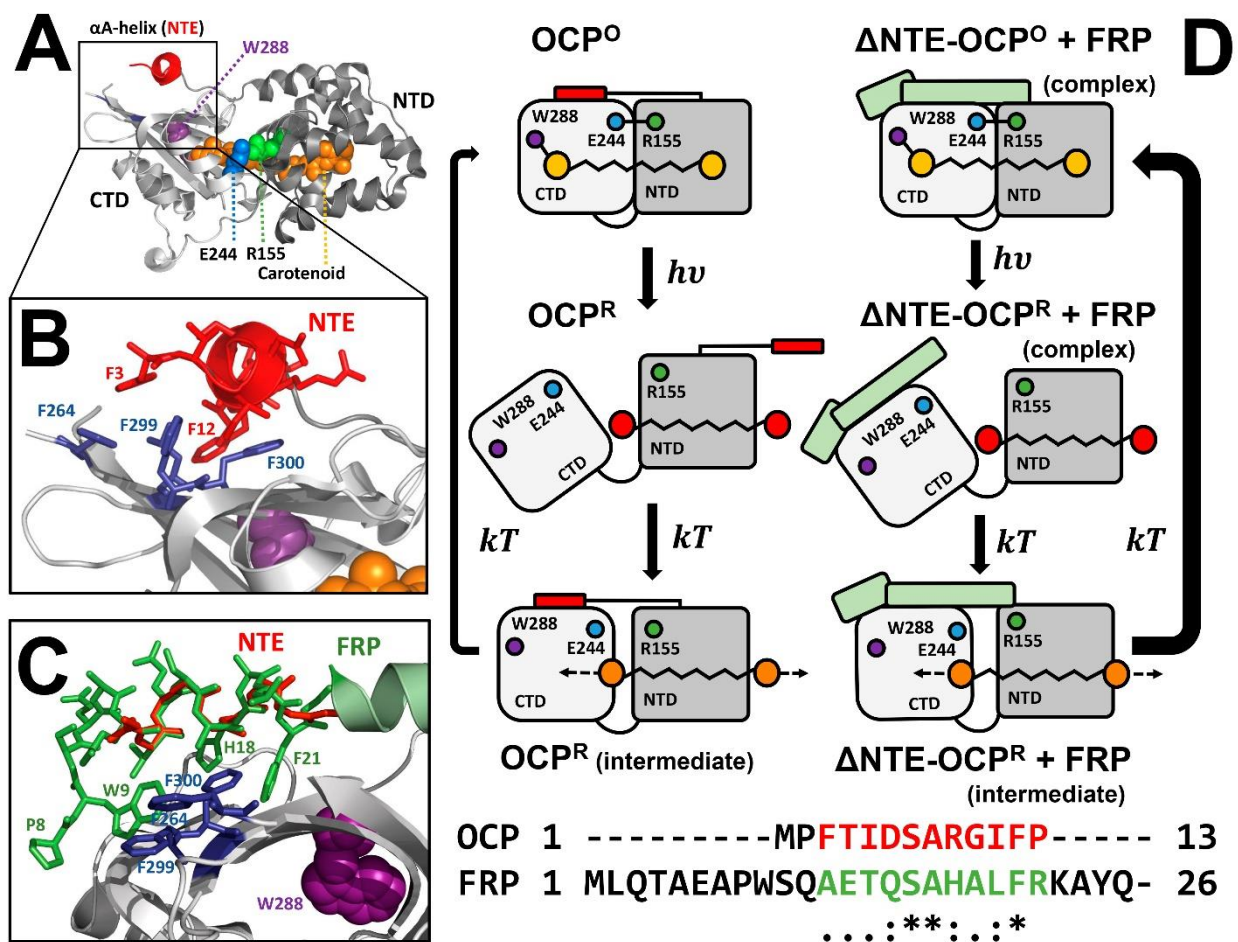 A
αA-helix (NTE)
W288
NTD
CTD
E244 R155
Carotenoid
B
NTE
F3
F264
F299
F12
F300
C
NTE
FRP
H18
F21
F300
W9
F264
P8
F299
W288
D
OCPᴼ
W288
E244
R155
CTD
NTD
hυ
OCPᴿ
R155
W288
E244
NTD
CTD
kT
kT
W288
E244
R155
CTD
NTD
OCPᴿ (intermediate)
ΔNTE-OCPᴼ + FRP
(complex)
W288
E244
R155
CTD
NTD
hυ
ΔNTE-OCPᴿ + FRP
(complex)
R155
W288
E244
NTD
CTD
kT
kT
W288
E244
R155
CTD
NTD
ΔNTE-OCPᴿ + FRP
(intermediate)
OCP 1 ---------MPFTIDSARGIFP----- 13
FRP 1 MLQTAEAPWSQAETQSAHALFRKAYQ- 26
...:**:.:*